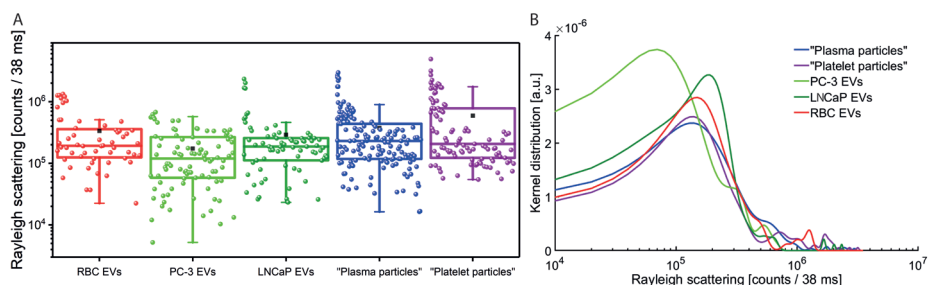 A
Rayleigh scattering [counts / 38 ms]
10^6
10^5
10^4
RBC EVs
PC-3 EVs
LNCaP EVs
"Plasma particles"
"Platelet particles"
B
×10^-6
Kernel distribution [a.u.]
4
3
2
1
0
10^4
10^5
10^6
10^7
Rayleigh scattering [counts / 38 ms]
"Plasma particles"
"Platelet particles"
PC-3 EVs
LNCaP EVs
RBC EVs